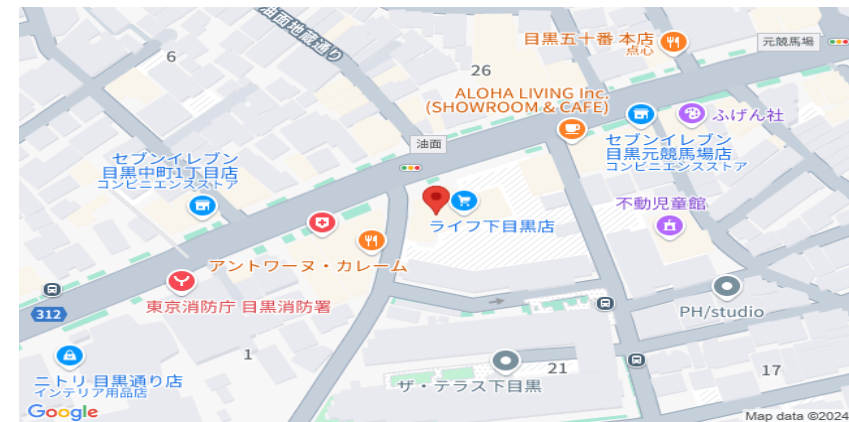 油面地蔵通り
6
目黒五十番 本店
点心
元競馬場
26
ALOHA LIVING Inc.
(SHOWROOM & CAFE)
ふげん社
油面
セブンイレブン
目黒元競馬場店
コンビニエンスストア
セブンイレブン
目黒中町1丁目店
コンビニエンスストア
不動児童館
ライフ下目黒店
アントワーヌ・カレーム
東京消防庁 目黒消防署
312
PH/studio
1
21
17
ニトリ 目黒通り店
インテリア用品店
ザ・テラス下目黒
Google
Map data ©2024